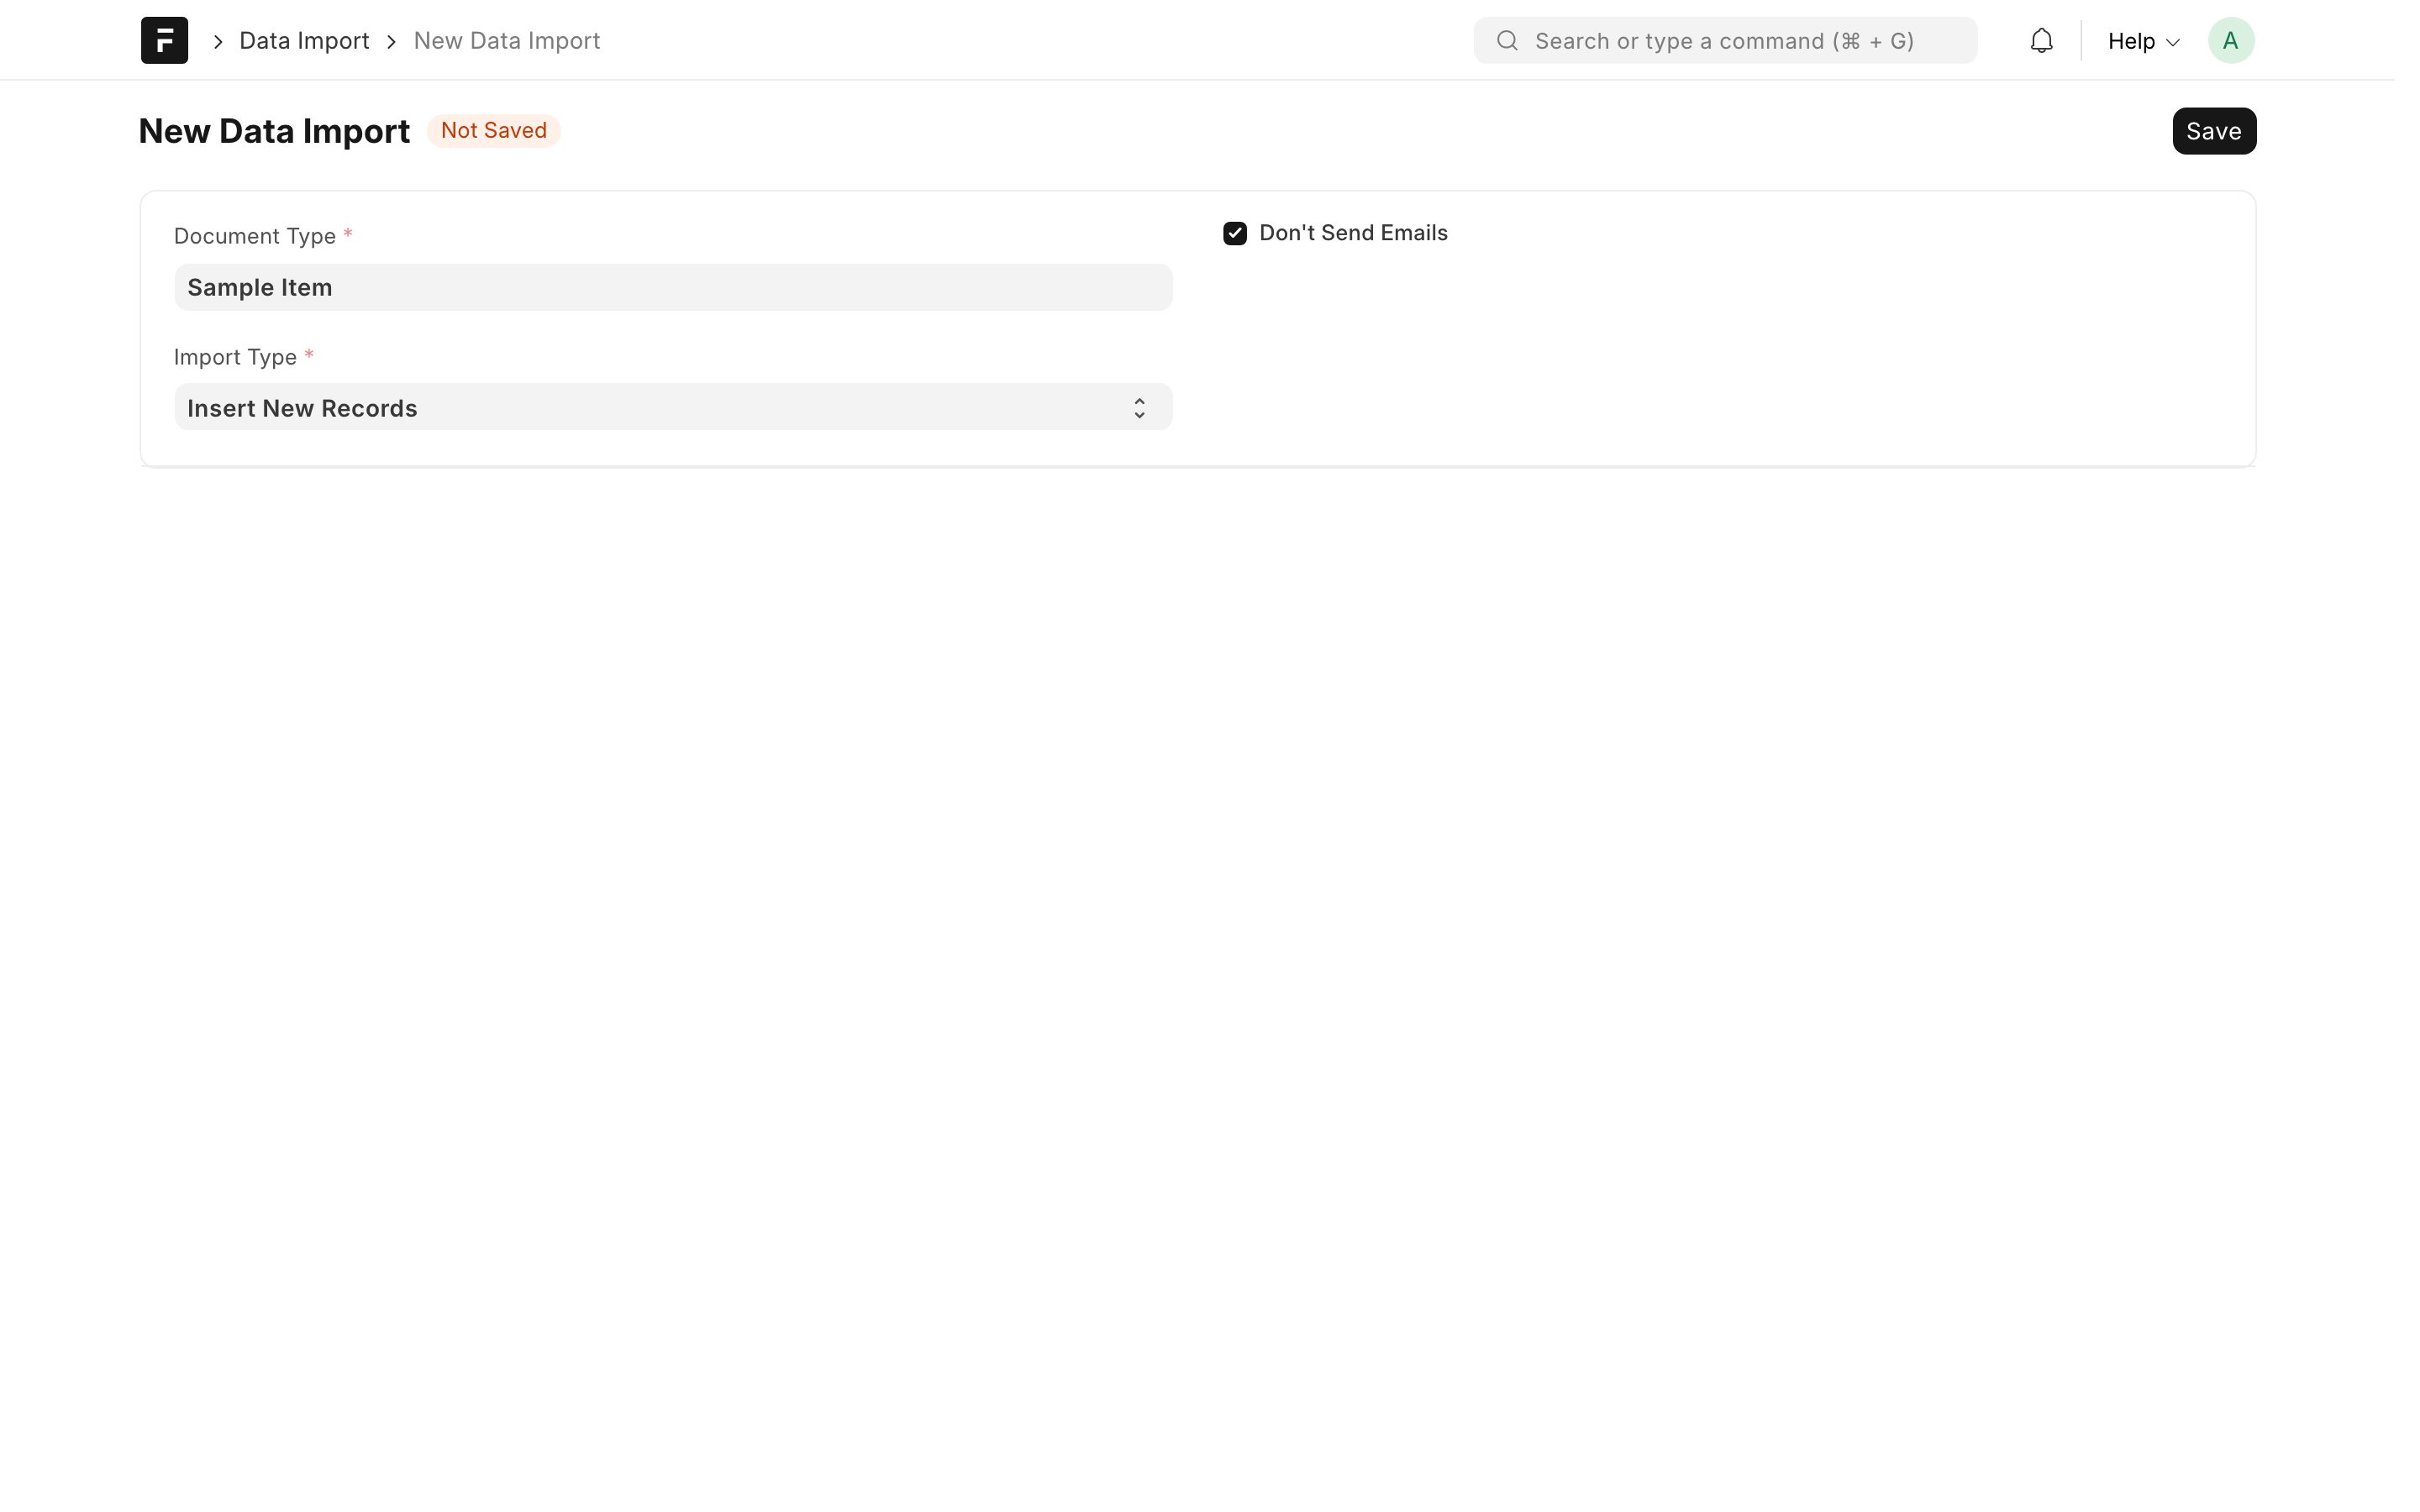 F
Data Import
New Data Import
Search or type a command (⌘ + G)
Help
A
New Data Import
Not Saved
Save
Document Type *
Sample Item
Don't Send Emails
Import Type *
Insert New Records